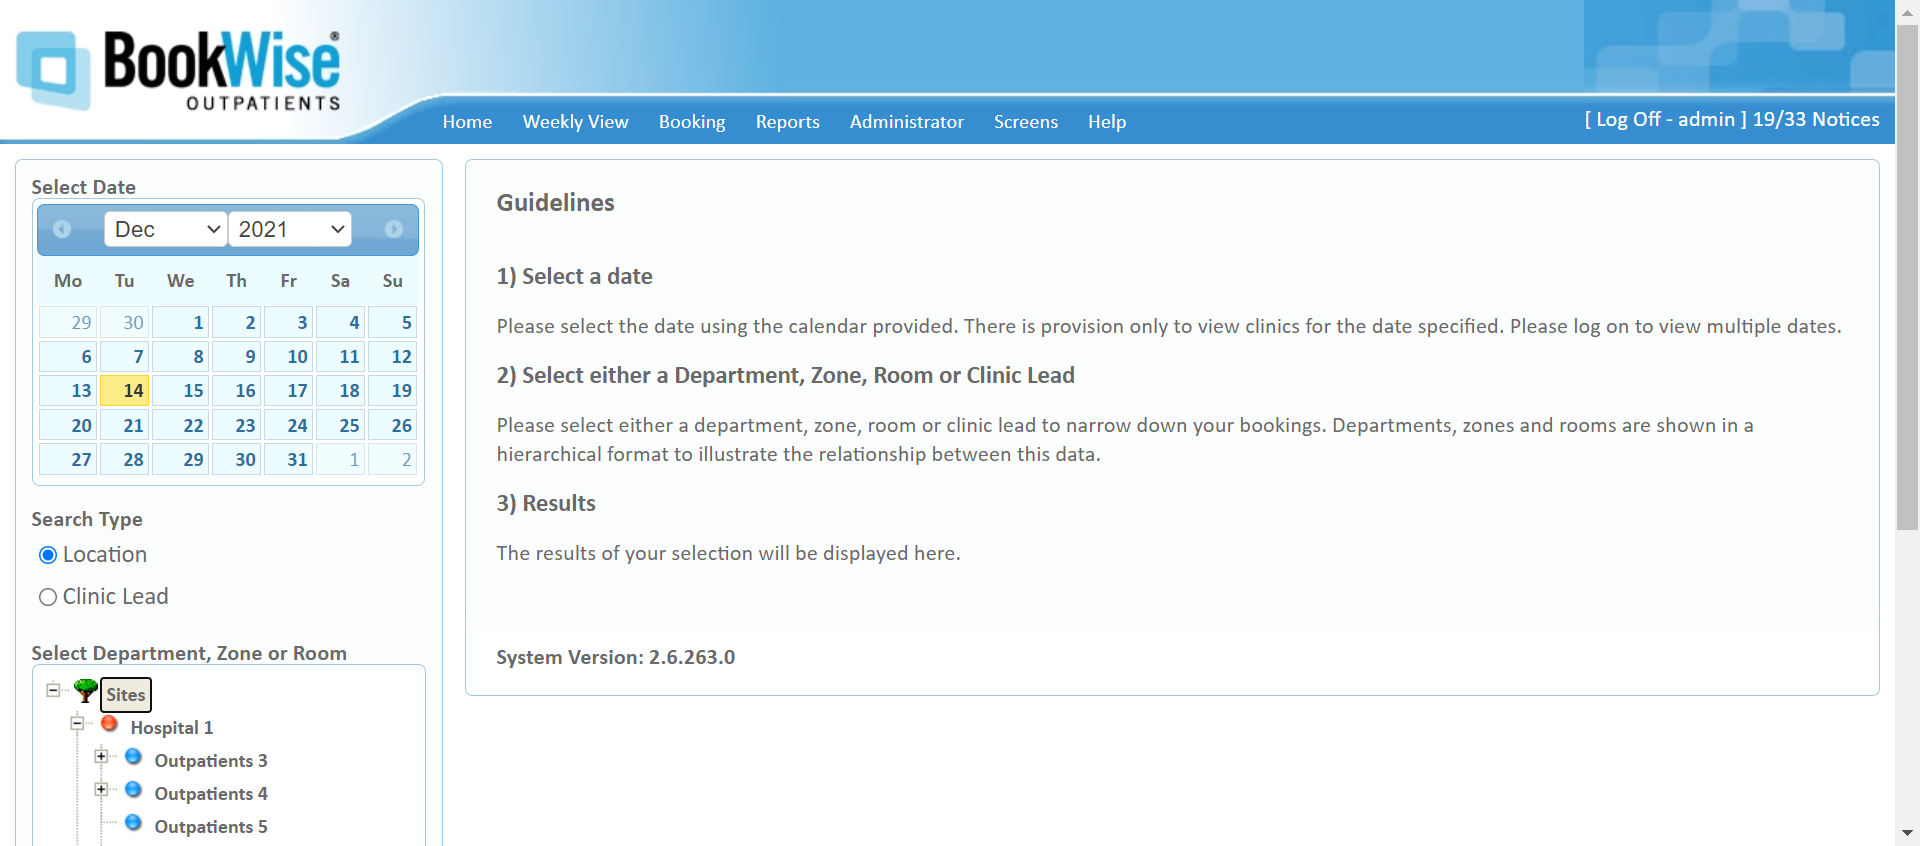 BookWise®
OUTPATIENTS
Home Weekly View Booking Reports Administrator Screens Help
[ Log Off - admin ] 19/33 Notices
Select Date
Dec 2021
Mo Tu We Th Fr Sa Su
29 30 1 2 3 4 5
6 7 8 9 10 11 12
13 14 15 16 17 18 19
20 21 22 23 24 25 26
27 28 29 30 31 1 2
Search Type
Location
Clinic Lead
Select Department, Zone or Room
Sites
Hospital 1
Outpatients 3
Outpatients 4
Outpatients 5
Guidelines
1) Select a date
Please select the date using the calendar provided. There is provision only to view clinics for the date specified. Please log on to view multiple dates.
2) Select either a Department, Zone, Room or Clinic Lead
Please select either a department, zone, room or clinic lead to narrow down your bookings. Departments, zones and rooms are shown in a
hierarchical format to illustrate the relationship between this data.
3) Results
The results of your selection will be displayed here.
System Version: 2.6.263.0